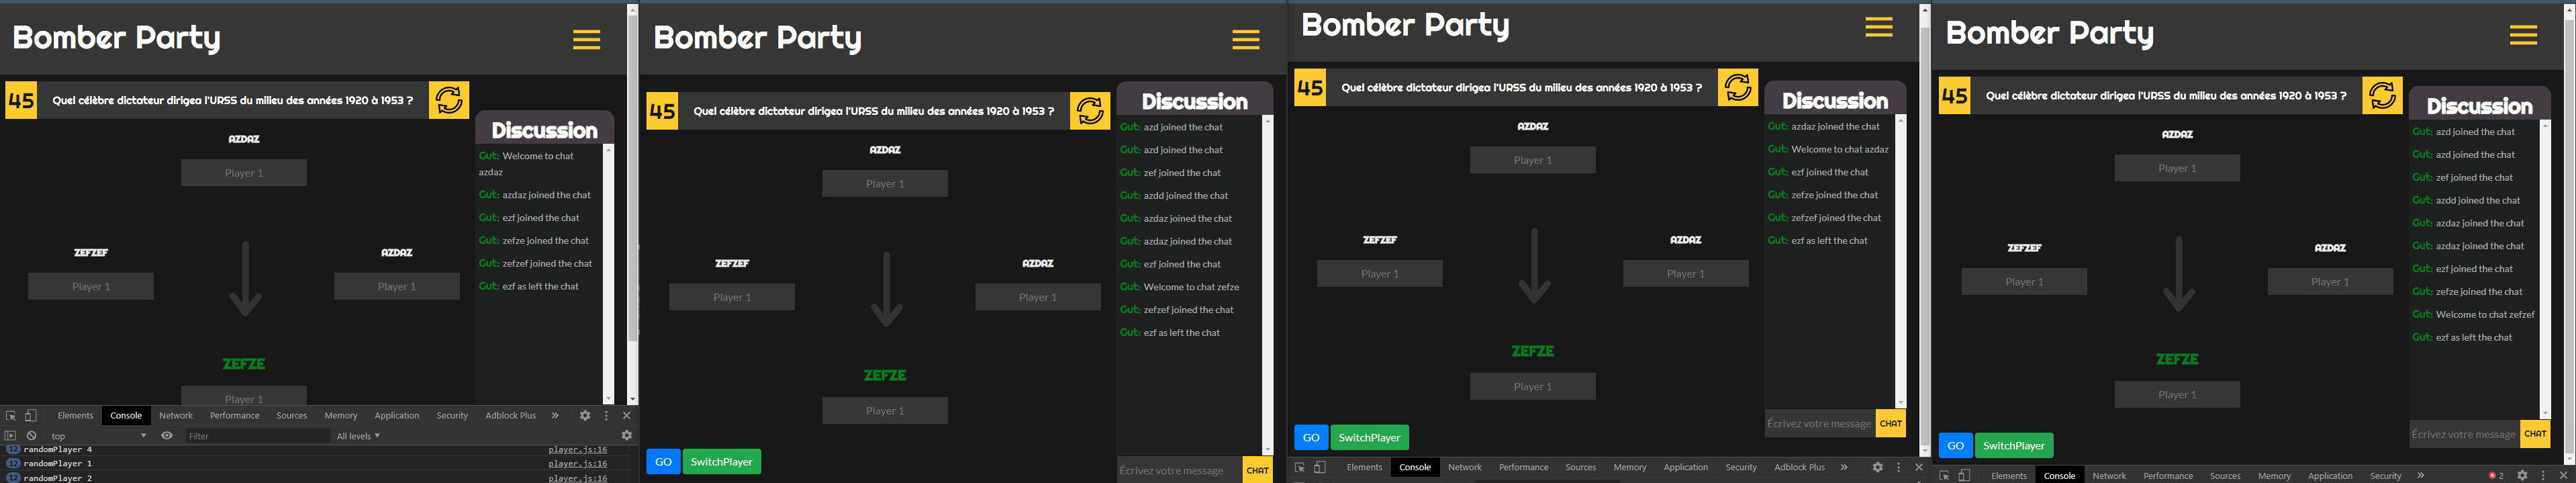 Bomber Party
45 Quel célèbre dictateur dirigea l'URSS du milieu des années 1920 à 1953 ?
AZDAZ
Player 1
ZEFZEF
Player 1
AZDAZ
Player 1
ZEFZE
Player 1
Discussion
Gut: Welcome to chat
azdaz
Gut: azdaz joined the chat
Gut: ezf joined the chat
Gut: zefze joined the chat
Gut: zefzef joined the chat
Gut: ezf as left the chat
Elements Console Network Performance Sources Memory Application Security Adblock Plus »
top Filter All levels
12 randomPlayer 4 player.js:16
12 randomPlayer 1 player.js:16
12 randomPlayer 2 player.js:16
Bomber Party
45 Quel célèbre dictateur dirigea l'URSS du milieu des années 1920 à 1953 ?
AZDAZ
Player 1
ZEFZEF
Player 1
AZDAZ
Player 1
ZEFZE
Player 1
GO SwitchPlayer
Discussion
Gut: azd joined the chat
Gut: azd joined the chat
Gut: zef joined the chat
Gut: azdd joined the chat
Gut: azdaz joined the chat
Gut: azdaz joined the chat
Gut: ezf joined the chat
Gut: Welcome to chat zefze
Gut: zefzef joined the chat
Gut: ezf as left the chat
Écrivez votre message CHAT
Bomber Party
45 Quel célèbre dictateur dirigea l'URSS du milieu des années 1920 à 1953 ?
AZDAZ
Player 1
ZEFZEF
Player 1
AZDAZ
Player 1
ZEFZE
Player 1
GO SwitchPlayer
Discussion
Gut: azdaz joined the chat
Gut: Welcome to chat azdaz
Gut: ezf joined the chat
Gut: zefze joined the chat
Gut: zefzef joined the chat
Gut: ezf as left the chat
Écrivez votre message CHAT
Elements Console Network Performance Sources Memory Application Security Adblock Plus »
Bomber Party
45 Quel célèbre dictateur dirigea l'URSS du milieu des années 1920 à 1953 ?
AZDAZ
Player 1
ZEFZEF
Player 1
AZDAZ
Player 1
ZEFZE
Player 1
GO SwitchPlayer
Discussion
Gut: azd joined the chat
Gut: azd joined the chat
Gut: zef joined the chat
Gut: azdd joined the chat
Gut: azdaz joined the chat
Gut: azdaz joined the chat
Gut: ezf joined the chat
Gut: zefze joined the chat
Gut: Welcome to chat zefzef
Gut: ezf as left the chat
Écrivez votre message CHAT
Elements Console Network Performance Sources Memory Application Security » 2